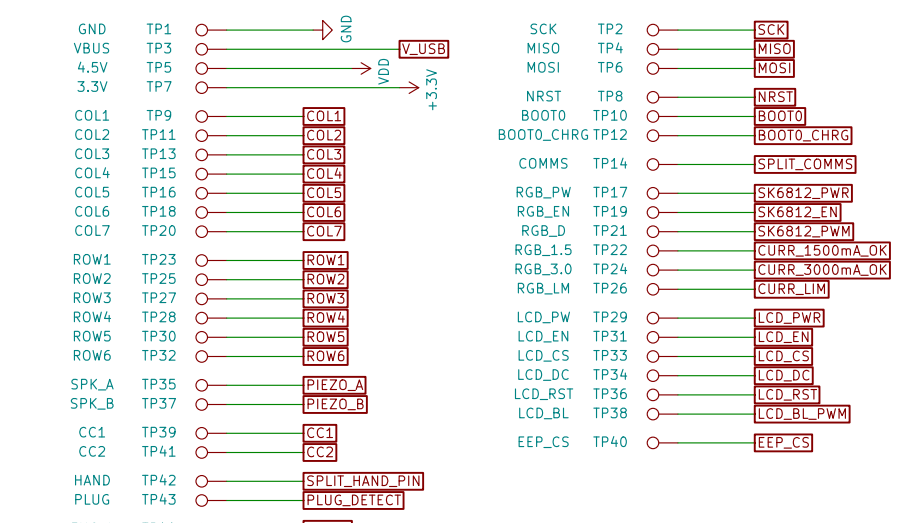 GND TP1 GND
VBUS TP3 V_USB
4.5V TP5 VDD
3.3V TP7 +3.3V
COL1 TP9 COL1
COL2 TP11 COL2
COL3 TP13 COL3
COL4 TP15 COL4
COL5 TP16 COL5
COL6 TP18 COL6
COL7 TP20 COL7
ROW1 TP23 ROW1
ROW2 TP25 ROW2
ROW3 TP27 ROW3
ROW4 TP28 ROW4
ROW5 TP30 ROW5
ROW6 TP32 ROW6
SPK_A TP35 PIEZO_A
SPK_B TP37 PIEZO_B
CC1 TP39 CC1
CC2 TP41 CC2
HAND TP42 SPLIT_HAND_PIN
PLUG TP43 PLUG_DETECT
SCK TP2 SCK
MISO TP4 MISO
MOSI TP6 MOSI
NRST TP8 NRST
BOOT0 TP10 BOOT0
BOOT0_CHRG TP12 BOOT0_CHRG
COMMS TP14 SPLIT_COMMS
RGB_PW TP17 SK6812_PWR
RGB_EN TP19 SK6812_EN
RGB_D TP21 SK6812_PWM
RGB_1.5 TP22 CURR_1500mA_OK
RGB_3.0 TP24 CURR_3000mA_OK
RGB_LM TP26 CURR_LIM
LCD_PW TP29 LCD_PWR
LCD_EN TP31 LCD_EN
LCD_CS TP33 LCD_CS
LCD_DC TP34 LCD_DC
LCD_RST TP36 LCD_RST
LCD_BL TP38 LCD_BL_PWM
EEP_CS TP40 EEP_CS